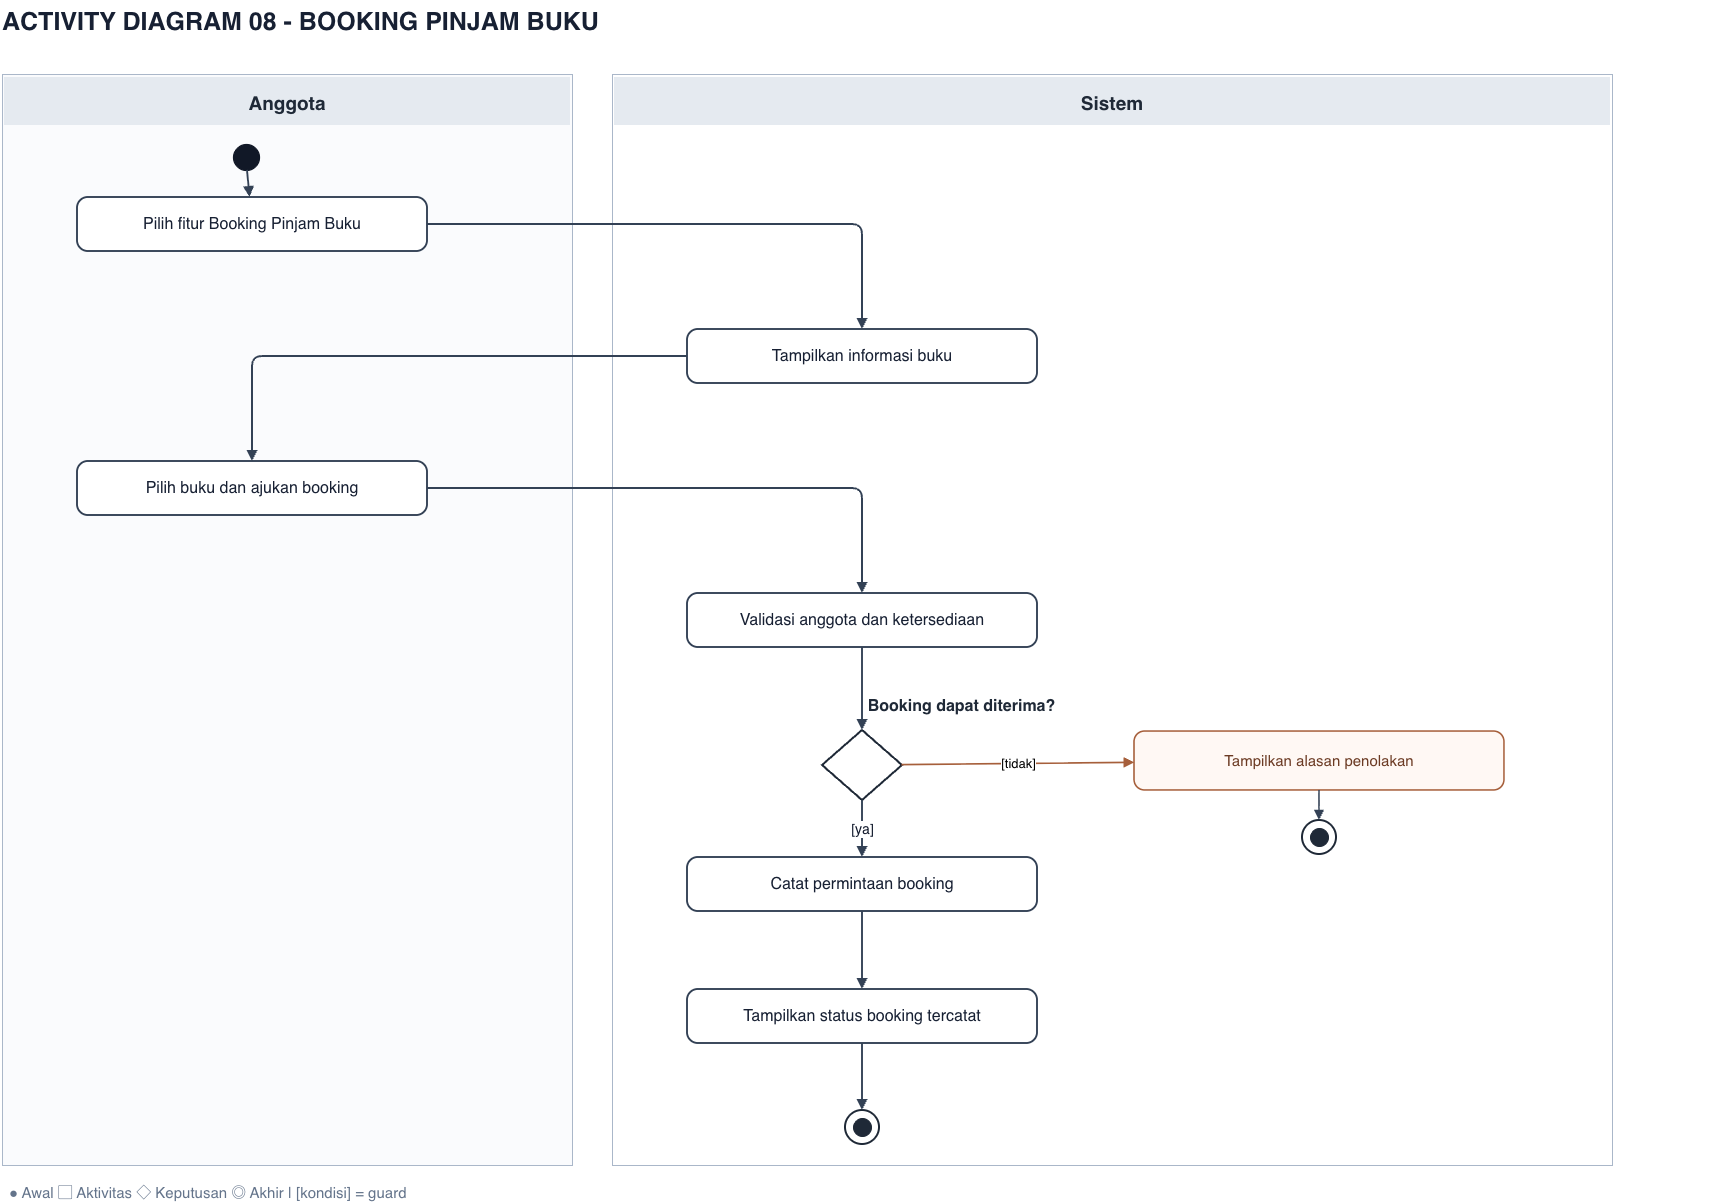 ACTIVITY DIAGRAM 08 - BOOKING PINJAM BUKU
Anggota
Sistem
Pilih fitur Booking Pinjam Buku
Tampilkan informasi buku
Pilih buku dan ajukan booking
Validasi anggota dan ketersediaan
Booking dapat diterima?
[tidak]
Tampilkan alasan penolakan
[ya]
Catat permintaan booking
Tampilkan status booking tercatat
● Awal □ Aktivitas ◇ Keputusan ◎ Akhir | [kondisi] = guard